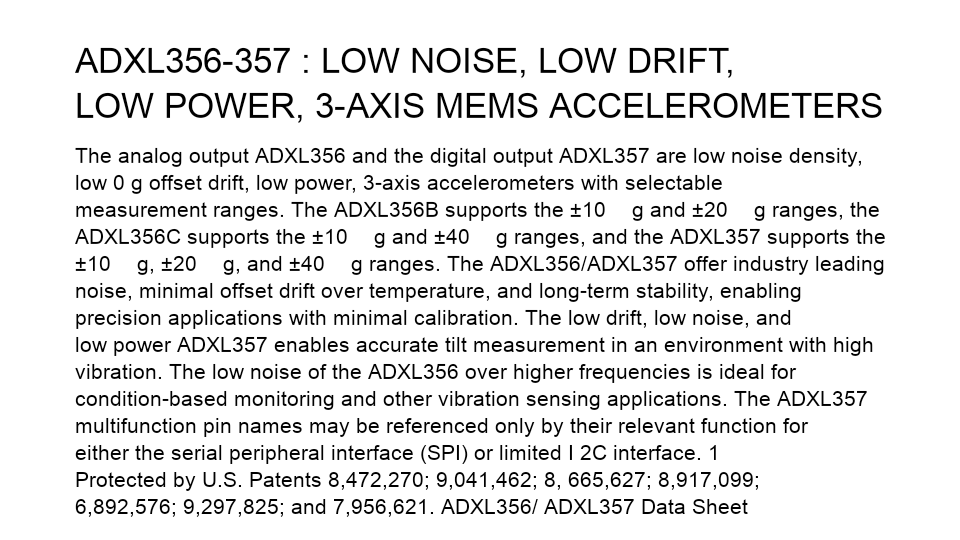 ADXL356-357 : LOW NOISE, LOW DRIFT,
LOW POWER, 3-AXIS MEMS ACCELEROMETERS
The analog output ADXL356 and the digital output ADXL357 are low noise density,
low 0 g offset drift, low power, 3-axis accelerometers with selectable
measurement ranges. The ADXL356B supports the ±10 g and ±20 g ranges, the
ADXL356C supports the ±10 g and ±40 g ranges, and the ADXL357 supports the
±10 g, ±20 g, and ±40 g ranges. The ADXL356/ADXL357 offer industry leading
noise, minimal offset drift over temperature, and long-term stability, enabling
precision applications with minimal calibration. The low drift, low noise, and
low power ADXL357 enables accurate tilt measurement in an environment with high
vibration. The low noise of the ADXL356 over higher frequencies is ideal for
condition-based monitoring and other vibration sensing applications. The ADXL357
multifunction pin names may be referenced only by their relevant function for
either the serial peripheral interface (SPI) or limited I 2C interface. 1
Protected by U.S. Patents 8,472,270; 9,041,462; 8, 665,627; 8,917,099;
6,892,576; 9,297,825; and 7,956,621. ADXL356/ ADXL357 Data Sheet